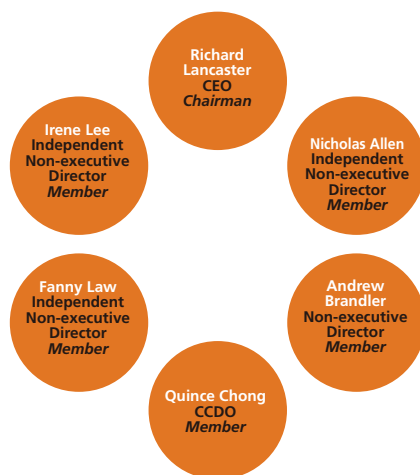 Richard
Lancaster
CEO
Chairman
Irene Lee
Independent
Non-executive
Director
Member
Nicholas Allen
Independent
Non-executive
Director
Member
Fanny Law
Independent
Non-executive
Director
Member
Andrew
Brandler
Non-executive
Director
Member
Quince Chong
CCDO
Member